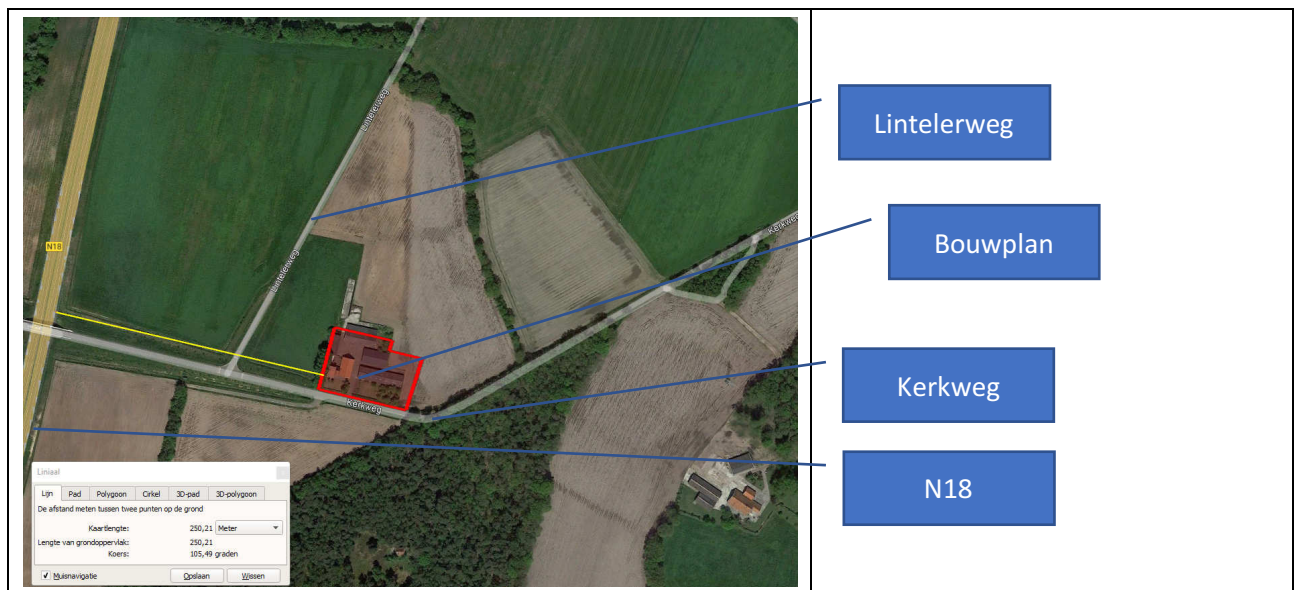 Lintelerweg
Lintelerweg
N18
Kerkweg
Kerkweg
Liniaal
Lijn Pad Polygoon Cirkel 3D-pad 3D-polygoon
De afstand meten tussen twee punten op de grond
Kaartlengte: 250,21 Meter
Lengte van grondoppervlak: 250,21
Koers: 105,49 graden
Muisnavigatie Opslaan Wissen
Lintelerweg
Bouwplan
Kerkweg
N18